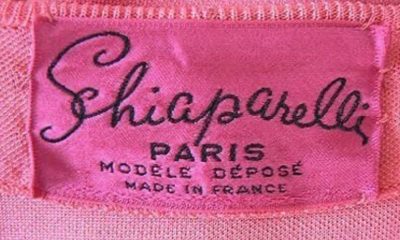 Schiaparelli
PARIS
MODÈLE DÉPOSÉ
MADE IN FRANCE